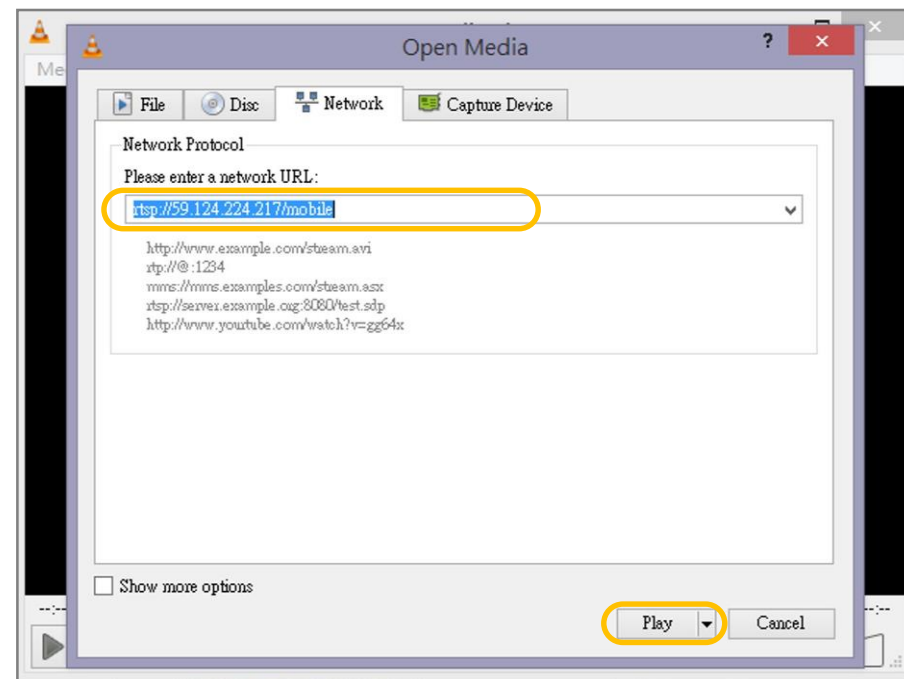 Open Media
?
Me
File
Disc
Network
Capture Device
Network Protocol
Please enter a network URL:
rtsp://59.124.224.217/mobile
http://www.example.com/stream.avi
rtp://@:1234
mms://mms.examples.com/stream.asx
rtsp://server.example.org:8080/test.sdp
http://www.youtube.com/watch?v=gg64x
Show more options
--:--
--:--
Play
Cancel